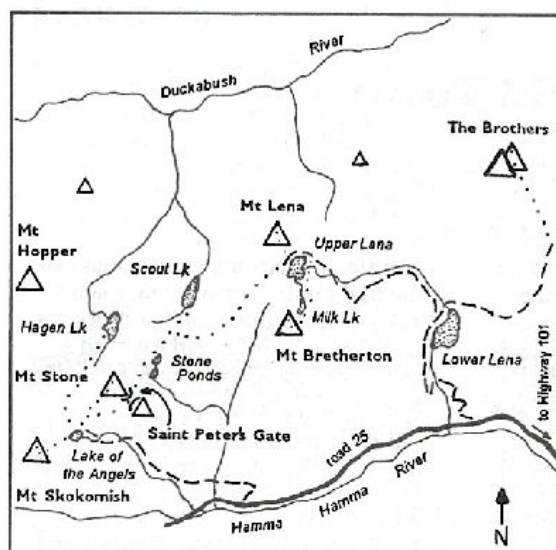 River
Duckabush
The Brothers
Mt Lena
Upper Lena
Mt
Hopper
Scout Lk
Hagen Lk
Milk Lk
Mt Bretherton
Lower Lena
Stone
Ponds
Mt Stone
Saint Peter's Gate
to Highway 101
road 25
River
Hamma
Hamma
Lake of
the Angels
Mt Skokomish
N